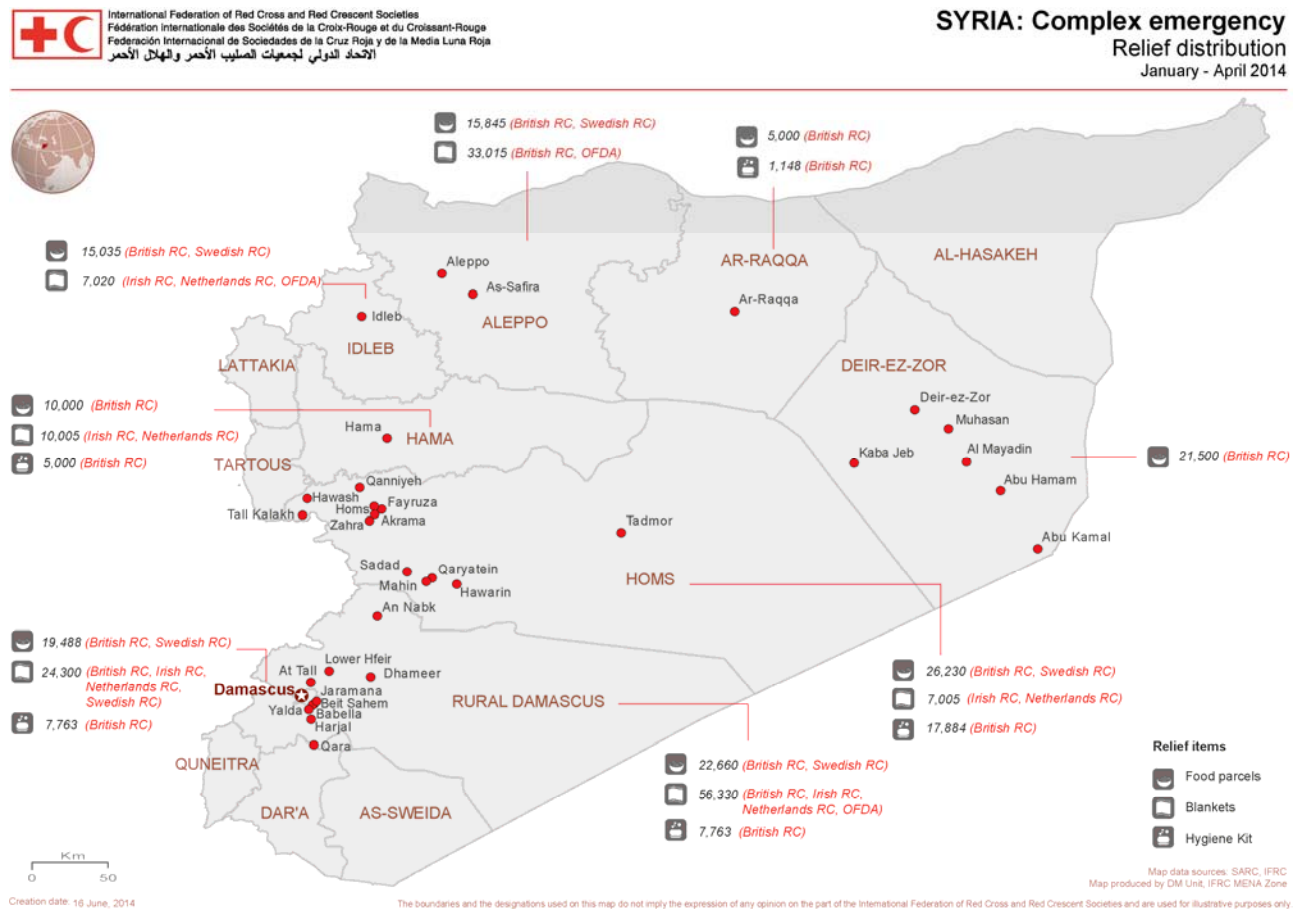 International Federation of Red Cross and Red Crescent Societies
Fédération internationale des Sociétés de la Croix-Rouge et du Croissant-Rouge
Federación Internacional de Sociedades de la Cruz Roja y de la Media Luna Roja
الاتحاد الدولي لجمعيات الصليب الأحمر والهلال الأحمر
SYRIA: Complex emergency
Relief distribution
January - April 2014
15,845 (British RC, Swedish RC)
33,015 (British RC, OFDA)
5,000 (British RC)
1,148 (British RC)
15,035 (British RC, Swedish RC)
7,020 (Irish RC, Netherlands RC, OFDA)
Aleppo
As-Safira
ALEPPO
AR-RAQQA
Ar-Raqqa
AL-HASAKEH
Idleb
IDLEB
LATTAKIA
DEIR-EZ-ZOR
Deir-ez-Zor
Muhasan
Kaba Jeb
Al Mayadin
Abu Hamam
Abu Kamal
21,500 (British RC)
10,000 (British RC)
10,005 (Irish RC, Netherlands RC)
5,000 (British RC)
Hama
HAMA
TARTOUS
Qanniyeh
Hawash
Fayruza
Homs
Tall Kalakh
Zahra
Akrama
Tadmor
Sadad
Qaryatein
Mahin
Hawarin
HOMS
An Nabk
19,488 (British RC, Swedish RC)
24,300 (British RC, Irish RC,
Netherlands RC,
Swedish RC)
7,763 (British RC)
Lower Hfeir
At Tall
Dhameer
Damascus
Jaramana
Beit Sahem
Yalda
Babella
Harjal
Qara
RURAL DAMASCUS
QUNEITRA
DAR'A
AS-SWEIDA
26,230 (British RC, Swedish RC)
7,005 (Irish RC, Netherlands RC)
17,884 (British RC)
22,660 (British RC, Swedish RC)
56,330 (British RC, Irish RC,
Netherlands RC, OFDA)
7,763 (British RC)
Relief items
Food parcels
Blankets
Hygiene Kit
Km
0 50
Map data sources: SARC, IFRC
Map produced by DM Unit, IFRC MENA Zone
Creation date: 16 June, 2014
The boundaries and the designations used on this map do not imply the expression of any opinion on the part of the International Federation of Red Cross and Red Crescent Societies and are used for illustrative purposes only